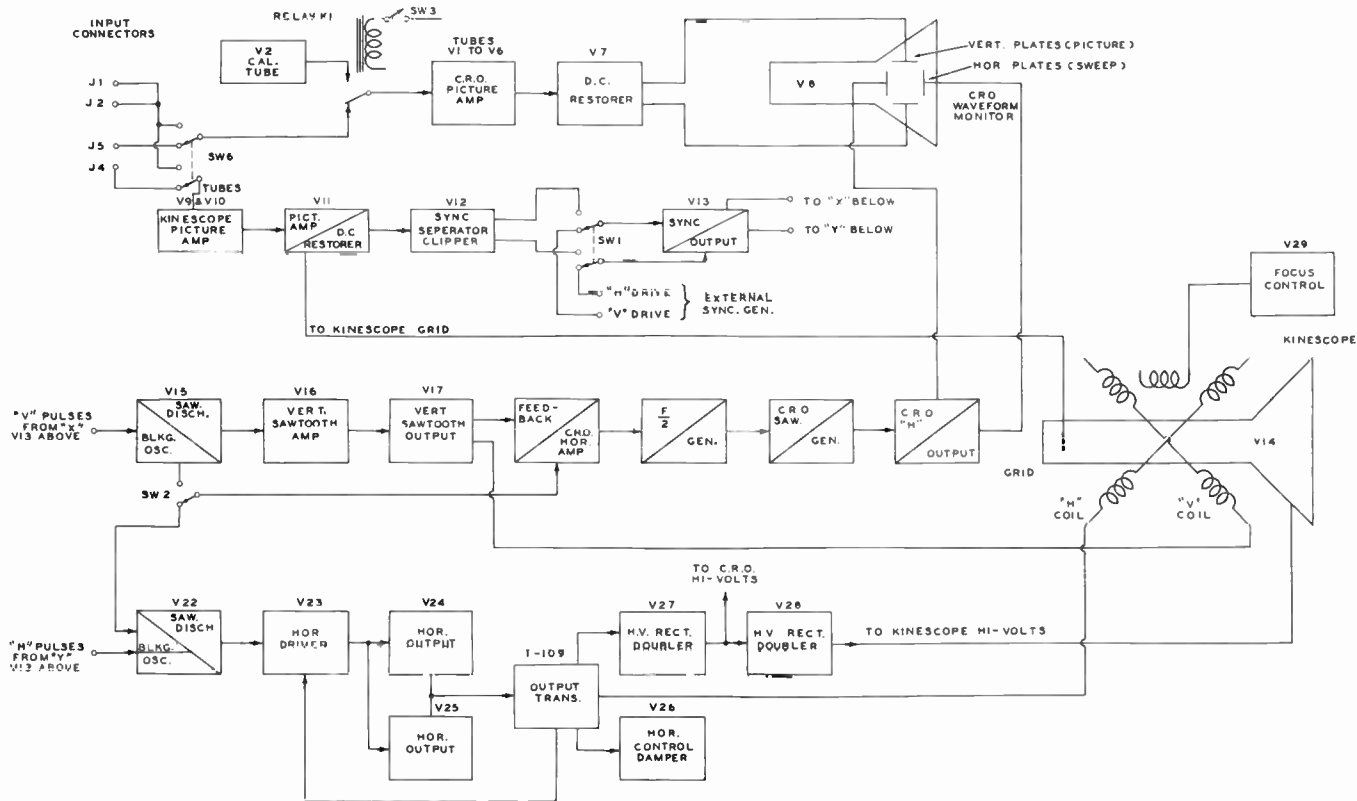 INPUT
CONNECTORS
RELAY K1
SW3
V2
CAL.
TUBE
TUBES
V1 TO V6
C.R.O.
PICTURE
AMP
V7
D.C.
RESTORER
V8
VERT. PLATES (PICTURE)
HOR PLATES (SWEEP)
CRO
WAVEFORM
MONITOR
J1
J2
J5
J4
SW6
TUBES
V9 & V10
KINESCOPE
PICTURE
AMP
V11
PICT.
AMP
D.C
RESTORER
V12
SYNC
SEPERATOR
CLIPPER
SW1
V13
SYNC
OUTPUT
TO "X" BELOW
TO "Y" BELOW
"H" DRIVE
"V" DRIVE
EXTERNAL
SYNC. GEN.
TO KINESCOPE GRID
V29
FOCUS
CONTROL
KINESCOPE
"V" PULSES
FROM "X"
V13 ABOVE
V15
SAW.
DISCH.
BLKG.
OSC.
V16
VERT.
SAWTOOTH
AMP
V17
VERT
SAWTOOTH
OUTPUT
FEED-
BACK
C.R.O.
HOR.
AMP
F
2
GEN.
CRO
SAW.
GEN.
CRO
"H"
OUTPUT
GRID
V14
"H"
COIL
"V"
COIL
SW2
"H" PULSES
FROM "Y"
V13 ABOVE
V22
SAW.
DISCH
BLKG.
OSC.
V23
HOR
DRIVER
V24
HOR.
OUTPUT
V25
HOR.
OUTPUT
T-109
OUTPUT
TRANS.
TO C.R.O.
HI-VOLTS
V27
H.V. RECT.
DOUBLER
V28
H.V RECT.
DOUBLER
TO KINESCOPE HI-VOLTS
V26
HOR.
CONTROL
DAMPER